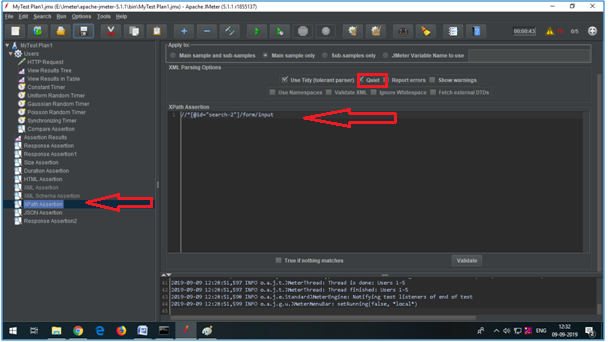 MyTest Plan1.jmx (E:\Jmeter\apache-jmeter-5.1.1\bin\MyTest Plan1.jmx) - Apache JMeter (5.1.1 r1855137)
File Edit Search Run Options Tools Help
00:00:43 0 0/5
MyTest Plan1
Users
HTTP Request
View Results Tree
View Results in Table
Constant Timer
Uniform Random Timer
Gaussian Random Timer
Poisson Random Timer
Synchronizing Timer
Compare Assertion
Assertion Results
Response Assertion
Response Assertion1
Size Assertion
Duration Assertion
HTML Assertion
XML Assertion
XML Schema Assertion
XPath Assertion
JSON Assertion
Response Assertion2
Apply to:
Main sample and sub-samples Main sample only Sub-samples only JMeter Variable Name to use
XML Parsing Options
Use Tidy (tolerant parser) Quiet Report errors Show warnings
Use Namespaces Validate XML Ignore Whitespace Fetch external DTDs
XPath Assertion
1 //*[@id="search-2"]/form/input
True if nothing matches Validate
41 2019-09-09 12:28:51,597 INFO o.a.j.t.JMeterThread: Thread is done: Users 1-5
42 2019-09-09 12:28:51,597 INFO o.a.j.t.JMeterThread: Thread finished: Users 1-5
43 2019-09-09 12:28:51,598 INFO o.a.j.e.StandardJMeterEngine: Notifying test listeners of end of test
44 2019-09-09 12:28:51,599 INFO o.a.j.g.u.JMeterMenuBar: setRunning(false, *local*)
45
ENG
12:32
09-09-2019